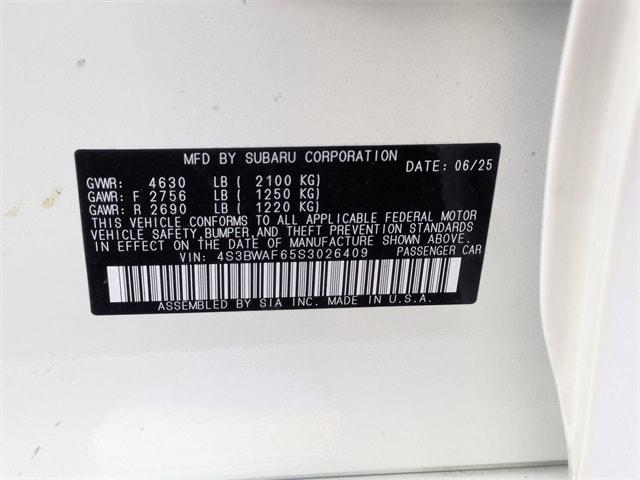 MFD BY SUBARU CORPORATION
DATE: 06/25
GVWR: 4630 LB ( 2100 KG)
GAWR: F 2756 LB ( 1250 KG)
GAWR: R 2690 LB ( 1220 KG)
THIS VEHICLE CONFORMS TO ALL APPLICABLE FEDERAL MOTOR
VEHICLE SAFETY, BUMPER, AND THEFT PREVENTION STANDARDS
IN EFFECT ON THE DATE OF MANUFACTURE SHOWN ABOVE.
VIN: 4S3BWAF65S3026409 PASSENGER CAR
ASSEMBLED BY SIA INC. MADE IN U.S.A.